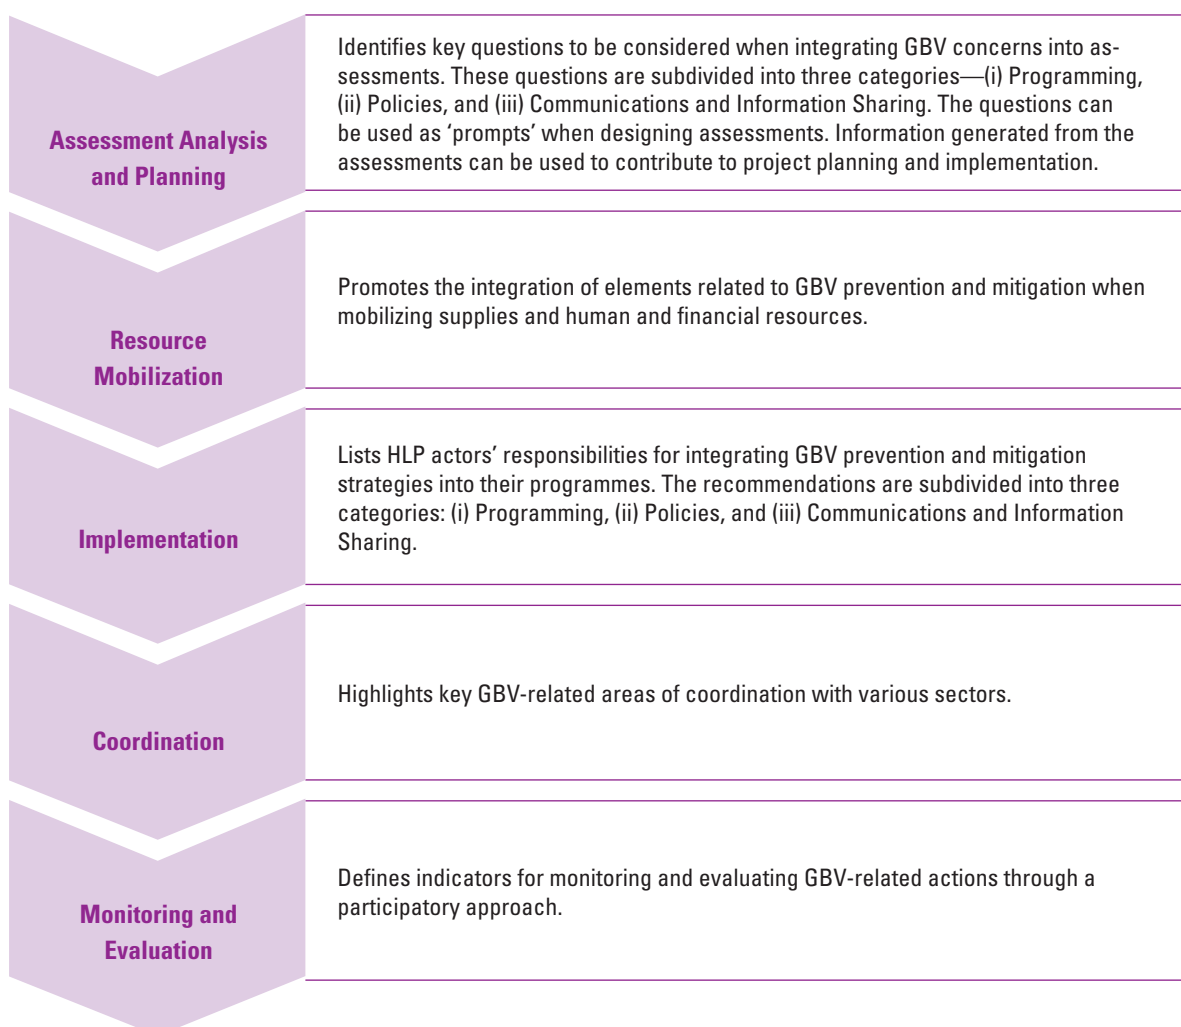 Assessment Analysis
and Planning
Identifies key questions to be considered when integrating GBV concerns into as-
sessments. These questions are subdivided into three categories—(i) Programming,
(ii) Policies, and (iii) Communications and Information Sharing. The questions can
be used as ‘prompts’ when designing assessments. Information generated from the
assessments can be used to contribute to project planning and implementation.
Resource
Mobilization
Promotes the integration of elements related to GBV prevention and mitigation when
mobilizing supplies and human and financial resources.
Implementation
Lists HLP actors’ responsibilities for integrating GBV prevention and mitigation
strategies into their programmes. The recommendations are subdivided into three
categories: (i) Programming, (ii) Policies, and (iii) Communications and Information
Sharing.
Coordination
Highlights key GBV-related areas of coordination with various sectors.
Monitoring and
Evaluation
Defines indicators for monitoring and evaluating GBV-related actions through a
participatory approach.